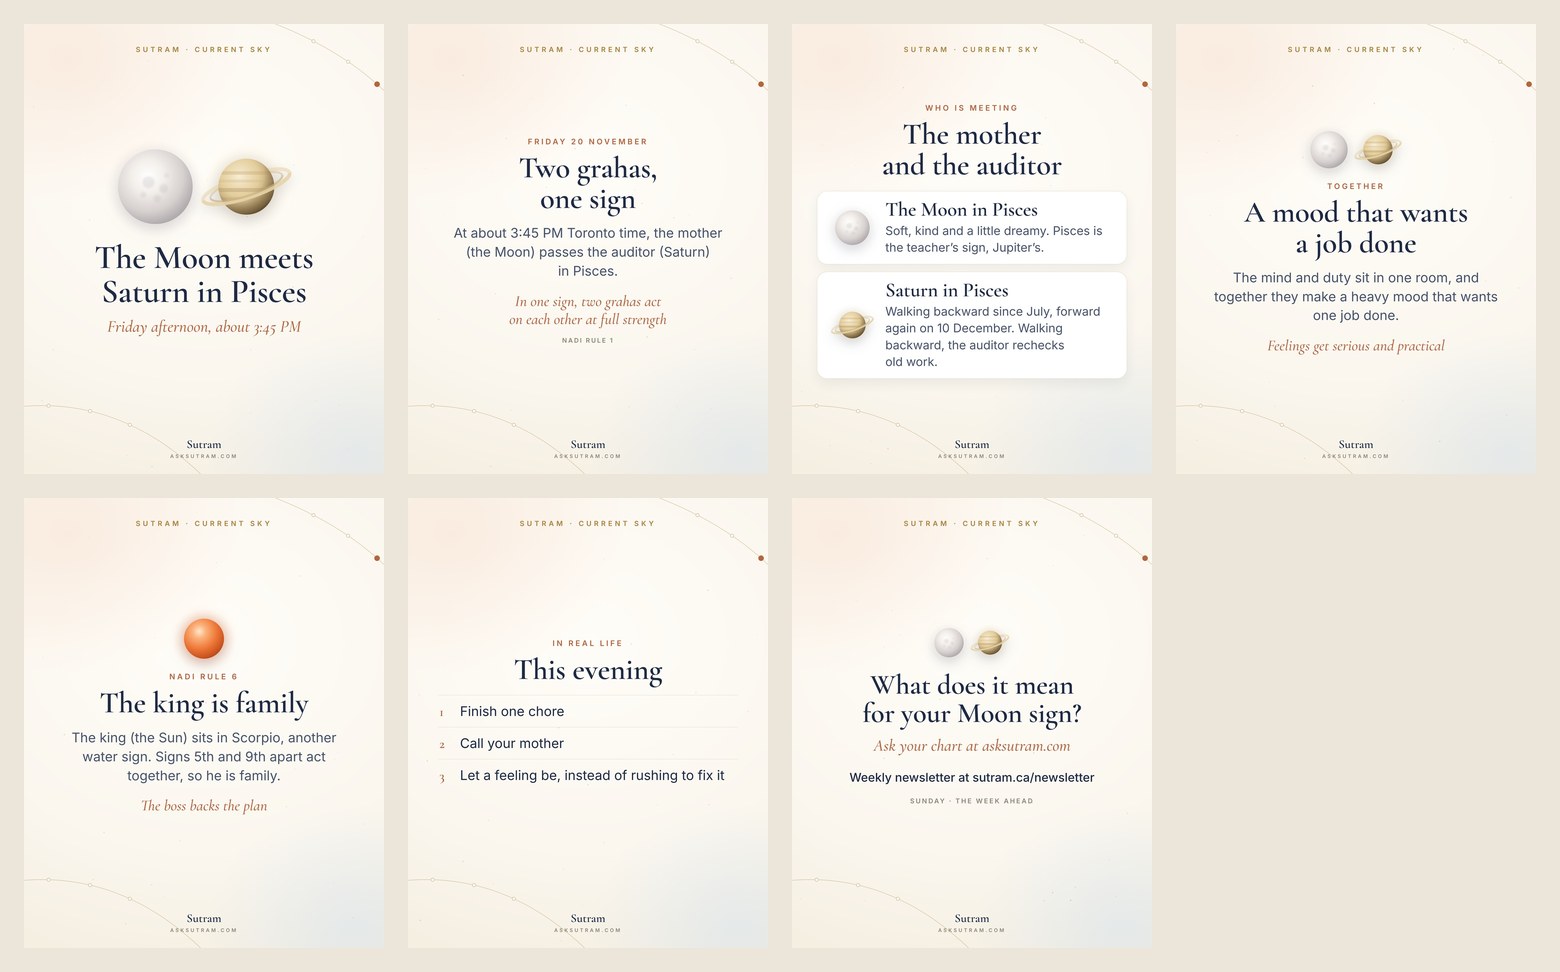 SUTRAM · CURRENT SKY
The Moon meets
Saturn in Pisces
Friday afternoon, about 3:45 PM
Sutram
ASKSUTRAM.COM
SUTRAM · CURRENT SKY
FRIDAY 20 NOVEMBER
Two grahas,
one sign
At about 3:45 PM Toronto time, the mother
(the Moon) passes the auditor (Saturn)
in Pisces.
In one sign, two grahas act
on each other at full strength
NADI RULE 1
Sutram
ASKSUTRAM.COM
SUTRAM · CURRENT SKY
WHO IS MEETING
The mother
and the auditor
The Moon in Pisces
Soft, kind and a little dreamy. Pisces is
the teacher’s sign, Jupiter’s.
Saturn in Pisces
Walking backward since July, forward
again on 10 December. Walking
backward, the auditor rechecks
old work.
Sutram
ASKSUTRAM.COM
SUTRAM · CURRENT SKY
TOGETHER
A mood that wants
a job done
The mind and duty sit in one room, and
together they make a heavy mood that wants
one job done.
Feelings get serious and practical
Sutram
ASKSUTRAM.COM
SUTRAM · CURRENT SKY
NADI RULE 6
The king is family
The king (the Sun) sits in Scorpio, another
water sign. Signs 5th and 9th apart act
together, so he is family.
The boss backs the plan
Sutram
ASKSUTRAM.COM
SUTRAM · CURRENT SKY
IN REAL LIFE
This evening
1 Finish one chore
2 Call your mother
3 Let a feeling be, instead of rushing to fix it
Sutram
ASKSUTRAM.COM
SUTRAM · CURRENT SKY
What does it mean
for your Moon sign?
Ask your chart at asksutram.com
Weekly newsletter at sutram.ca/newsletter
SUNDAY · THE WEEK AHEAD
Sutram
ASKSUTRAM.COM